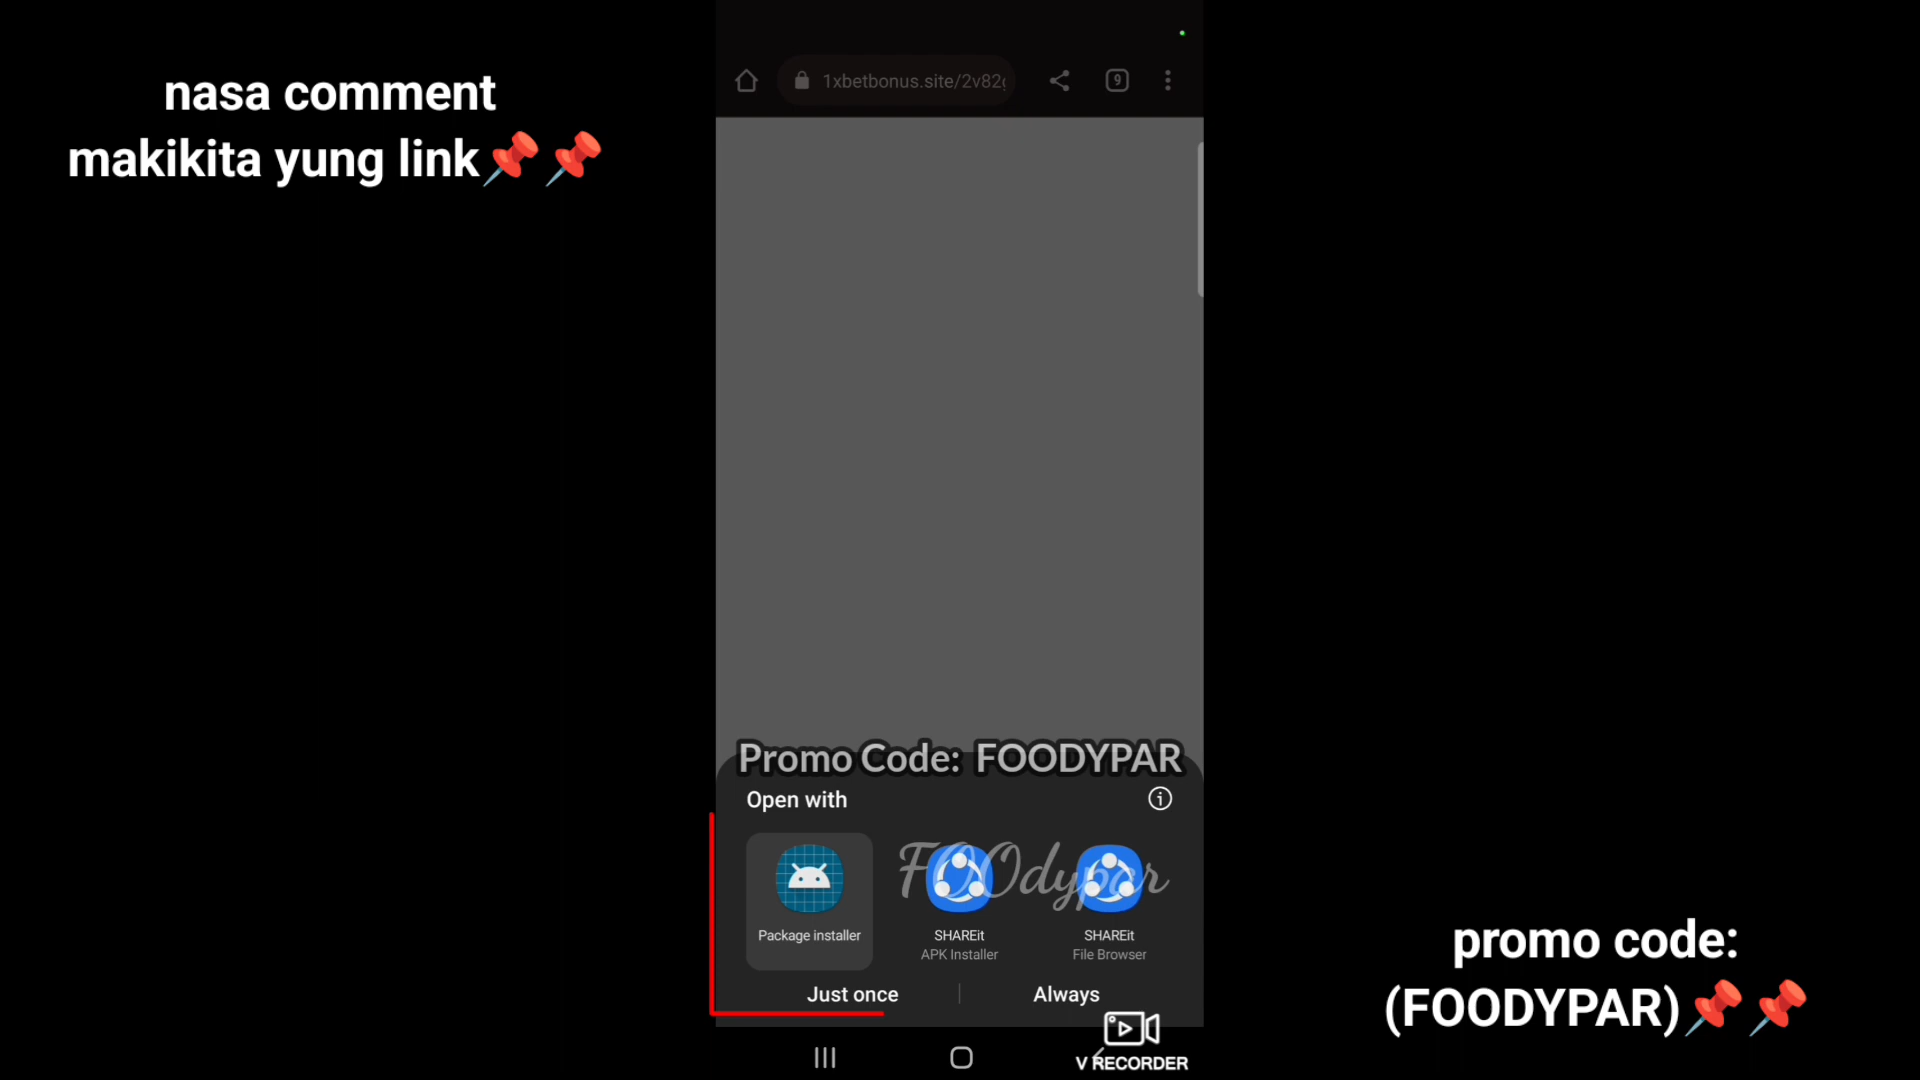 nasa comment
makikita yung link📌📌
9
1xbetbonus.site/2v82
Promo Code: FOODYPAR
Open with
FOOdypar
Package installer
SHAREit
APK Installer
SHAREit
File Browser
Just once
Always
V RECORDER
promo code:
(FOODYPAR)📌📌